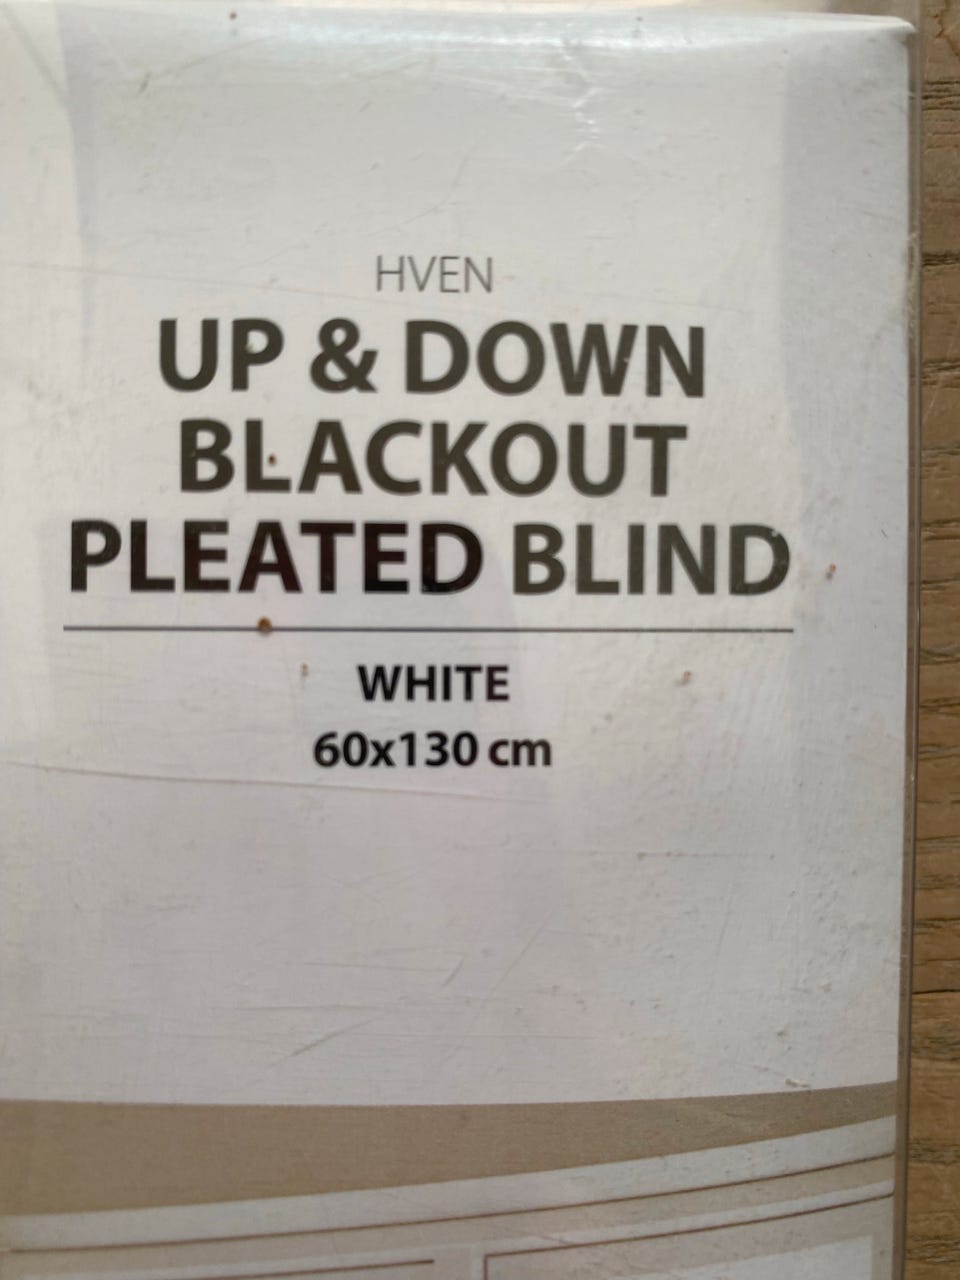 HVEN
UP & DOWN
BLACKOUT
PLEATED BLIND
WHITE
60x130 cm